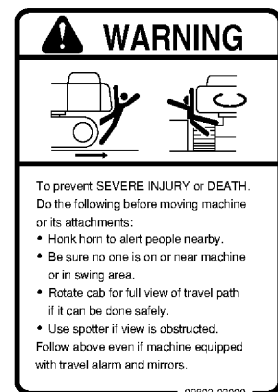 WARNING
To prevent SEVERE INJURY or DEATH.
Do the following before moving machine
or its attachments:
• Honk horn to alert people nearby.
• Be sure no one is on or near machine
or in swing area.
• Rotate cab for full view of travel path
if it can be done safely.
• Use spotter if view is obstructed.
Follow above even if machine equipped
with travel alarm and mirrors.